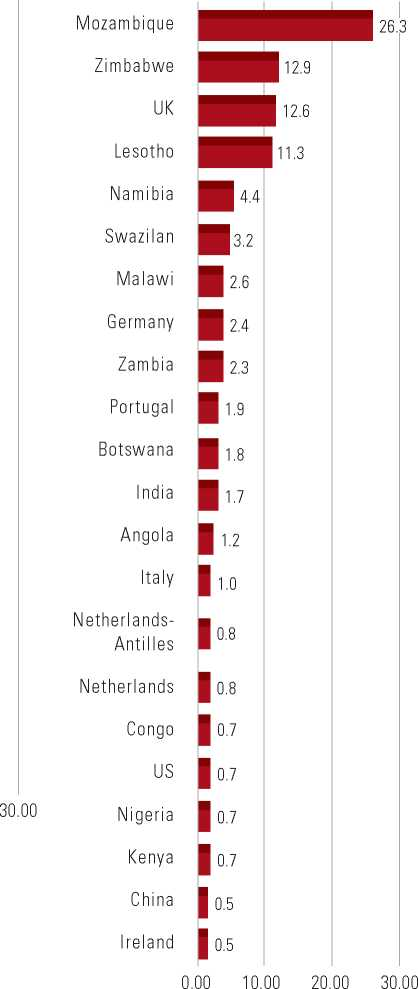 Mozambique 26.3
Zimbabwe 12.9
UK 12.6
Lesotho 11.3
Namibia 4.4
Swazilan 3.2
Malawi 2.6
Germany 2.4
Zambia 2.3
Portugal 1.9
Botswana 1.8
India 1.7
Angola 1.2
Italy 1.0
Netherlands-
Antilles 0.8
Netherlands 0.8
Congo 0.7
US 0.7
30.00
Nigeria 0.7
Kenya 0.7
China 0.5
Ireland 0.5
0.00 10.00 20.00 30.00